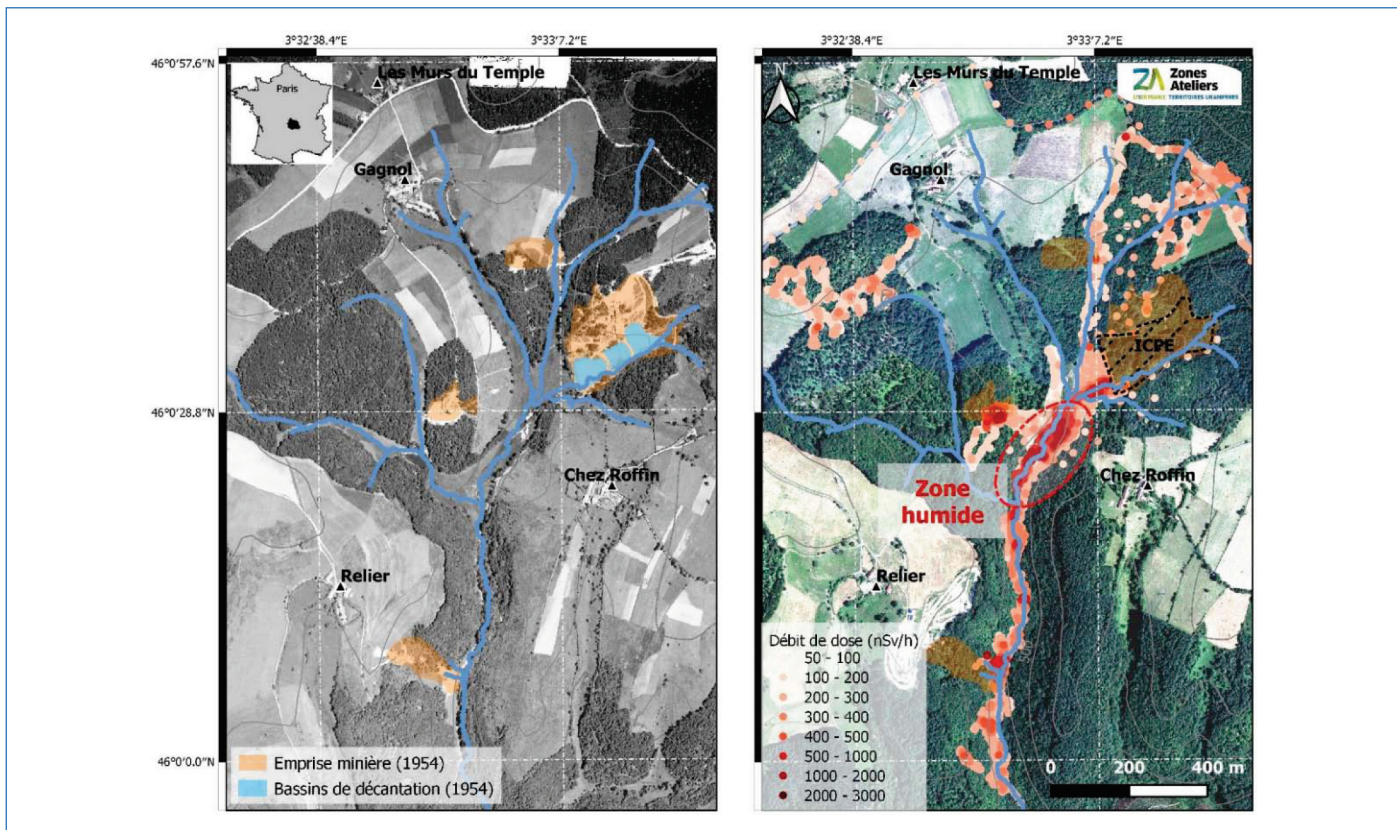 3°32'38.4"E
3°33'7.2"E
46°0'57.6"N
46°0'28.8"N
46°0'0.0"N
Paris
Les Murs du Temple
Gagnol
Chez Roffin
Relier
Emprise minière (1954)
Bassins de décantation (1954)
3°32'38.4"E
3°33'7.2"E
N
ZA Zones
Ateliers
Les Murs du Temple
Gagnol
ICPE
Chez Roffin
Zone
humide
Relier
Débit de dose (nSv/h)
50 - 100
100 - 200
200 - 300
300 - 400
400 - 500
500 - 1000
1000 - 2000
2000 - 3000
0 200 400 m